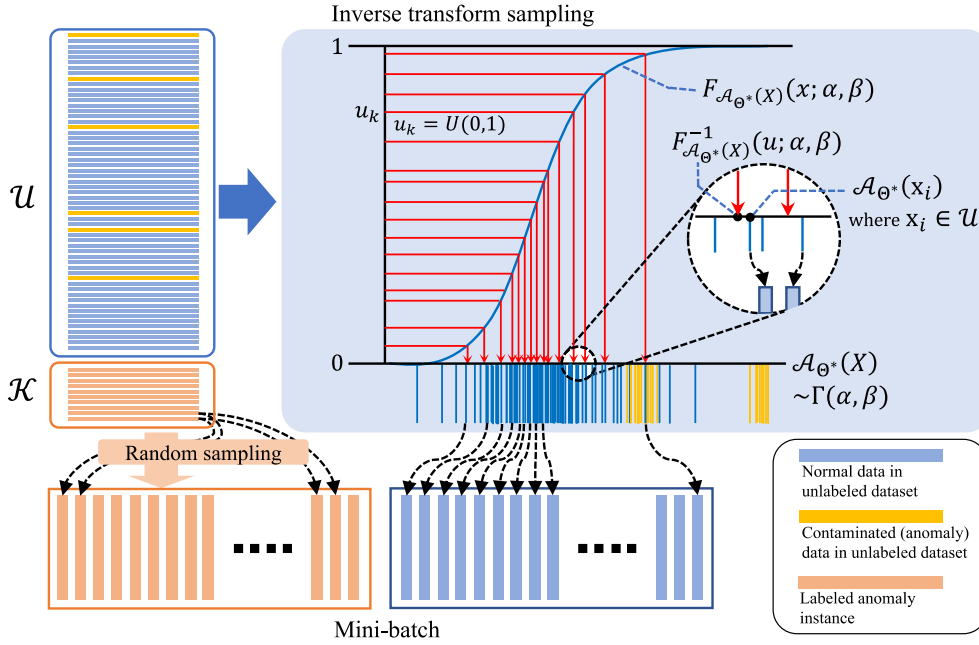 Inverse transform sampling
1
F_{𝒜_{Θ*}(X)}(x; α, β)
u_k
u_k = U(0,1)
F^{-1}_{𝒜_{Θ*}(X)}(u; α, β)
𝒰
𝒜_{Θ*}(x_i)
where x_i ∈ 𝒰
0
𝒜_{Θ*}(X)
~Γ(α, β)
𝒦
Random sampling
Normal data in
unlabeled dataset
Contaminated (anomaly)
data in unlabeled dataset
Labeled anomaly
instance
Mini-batch